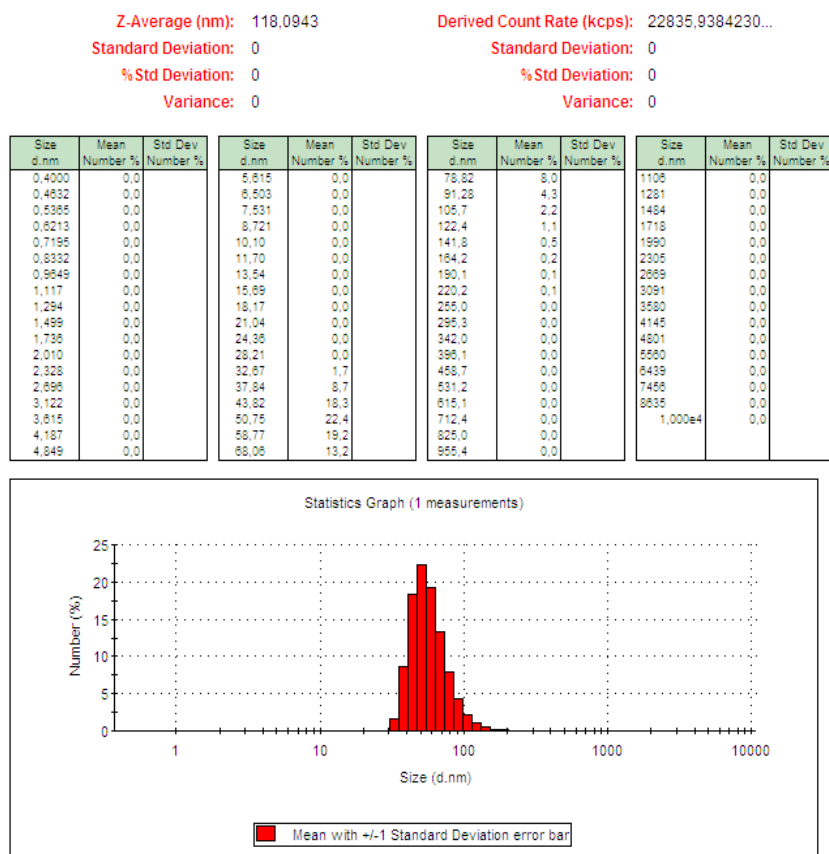 Z-Average (nm): 118,0943 Derived Count Rate (kcps): 22835,9384230...
Standard Deviation: 0 Standard Deviation: 0
%Std Deviation: 0 %Std Deviation: 0
Variance: 0 Variance: 0
Size Mean Std Dev Size Mean Std Dev Size Mean Std Dev Size Mean Std Dev
d.nm Number % Number % d.nm Number % Number % d.nm Number % Number % d.nm Number % Number %
0,4000 0,0 5,615 0,0 78,82 8,0 1106 0,0
0,4632 0,0 6,503 0,0 91,28 4,3 1281 0,0
0,5365 0,0 7,531 0,0 105,7 2,2 1484 0,0
0,6213 0,0 8,721 0,0 122,4 1,1 1718 0,0
0,7195 0,0 10,10 0,0 141,8 0,5 1990 0,0
0,8332 0,0 11,70 0,0 164,2 0,2 2305 0,0
0,9649 0,0 13,54 0,0 190,1 0,1 2669 0,0
1,117 0,0 15,69 0,0 220,2 0,1 3091 0,0
1,294 0,0 18,17 0,0 255,0 0,0 3580 0,0
1,499 0,0 21,04 0,0 295,3 0,0 4145 0,0
1,736 0,0 24,36 0,0 342,0 0,0 4801 0,0
2,010 0,0 28,21 0,0 396,1 0,0 5560 0,0
2,328 0,0 32,67 1,7 458,7 0,0 6439 0,0
2,696 0,0 37,84 8,7 531,2 0,0 7456 0,0
3,122 0,0 43,82 18,3 615,1 0,0 8635 0,0
3,615 0,0 50,75 22,4 712,4 0,0 1,000e4 0,0
4,187 0,0 58,77 19,2 825,0 0,0
4,849 0,0 68,06 13,2 955,4 0,0
Statistics Graph (1 measurements)
25
20
15
10
5
0
Number (%)
1 10 100 1000 10000
Size (d.nm)
Mean with +/-1 Standard Deviation error bar